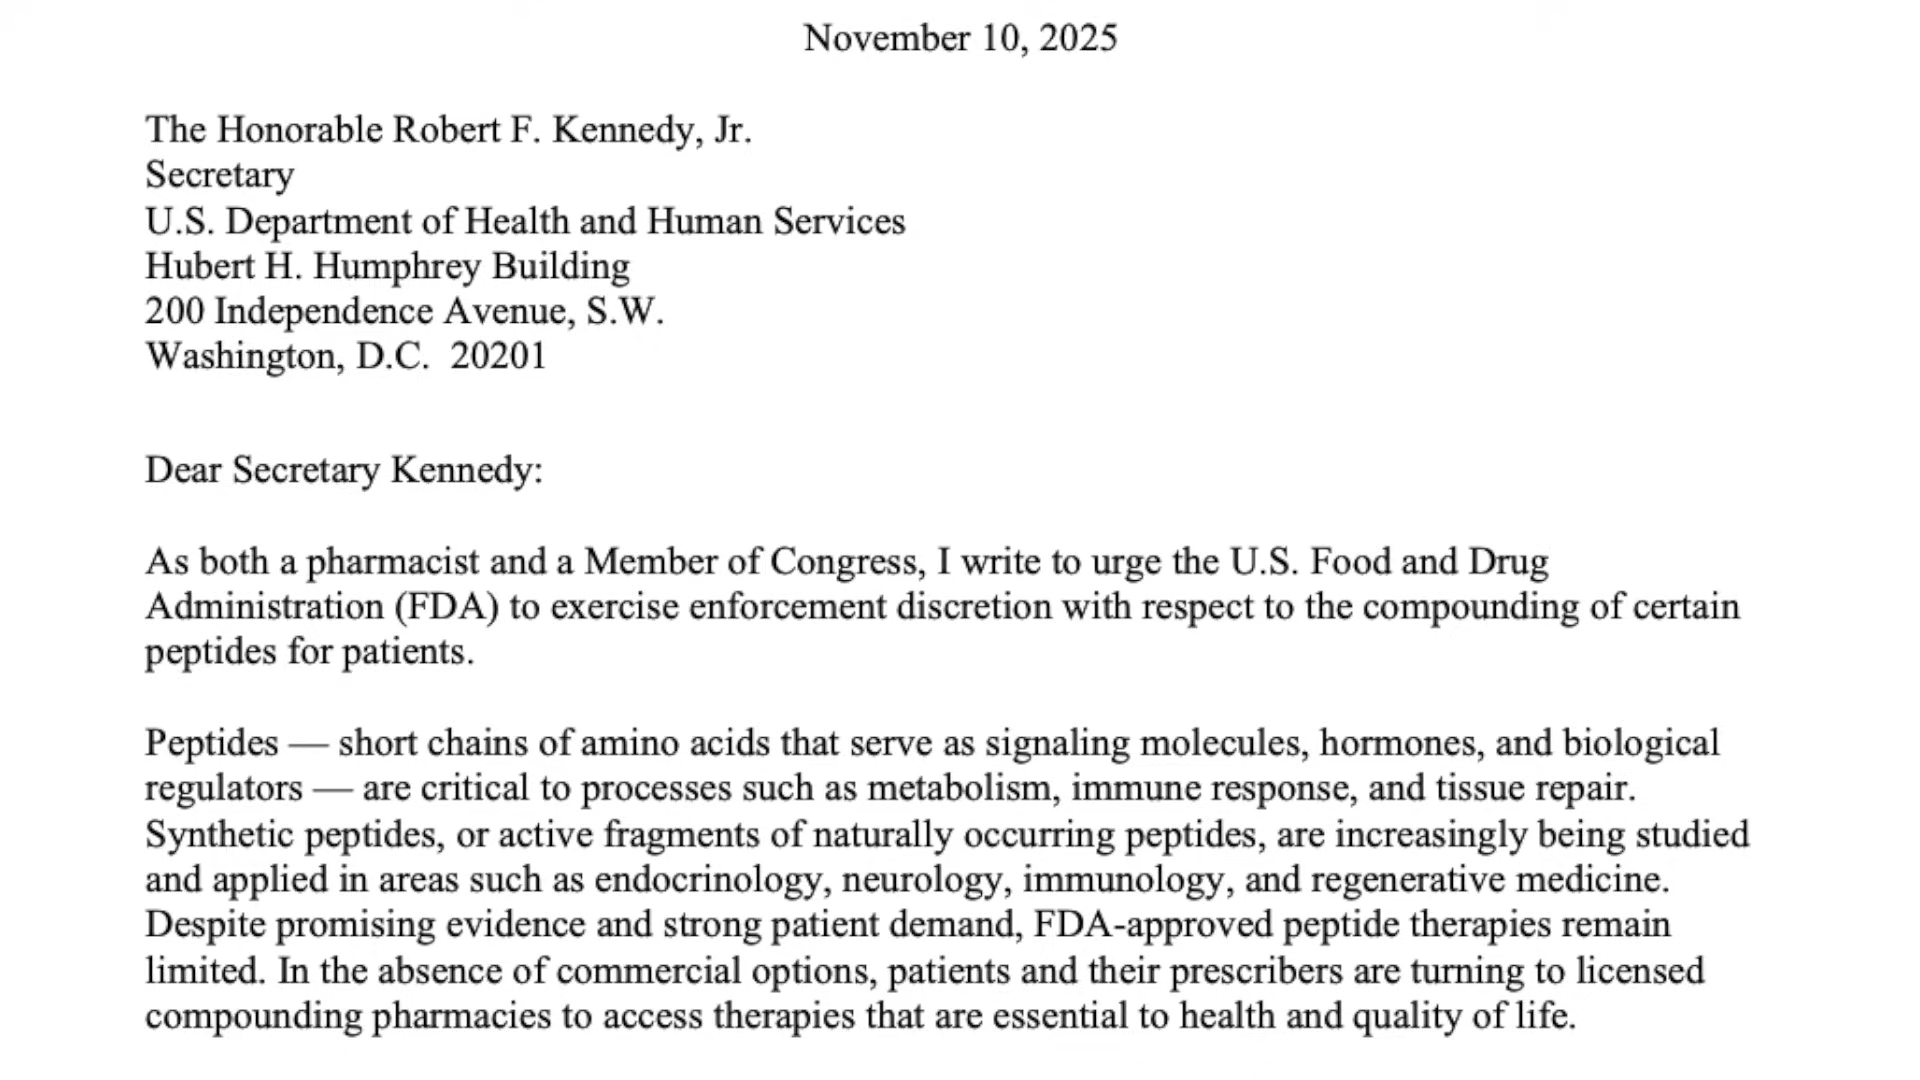 November 10, 2025
The Honorable Robert F. Kennedy, Jr.
Secretary
U.S. Department of Health and Human Services
Hubert H. Humphrey Building
200 Independence Avenue, S.W.
Washington, D.C.  20201
Dear Secretary Kennedy:
As both a pharmacist and a Member of Congress, I write to urge the U.S. Food and Drug
Administration (FDA) to exercise enforcement discretion with respect to the compounding of certain
peptides for patients.
Peptides — short chains of amino acids that serve as signaling molecules, hormones, and biological
regulators — are critical to processes such as metabolism, immune response, and tissue repair.
Synthetic peptides, or active fragments of naturally occurring peptides, are increasingly being studied
and applied in areas such as endocrinology, neurology, immunology, and regenerative medicine.
Despite promising evidence and strong patient demand, FDA-approved peptide therapies remain
limited. In the absence of commercial options, patients and their prescribers are turning to licensed
compounding pharmacies to access therapies that are essential to health and quality of life.